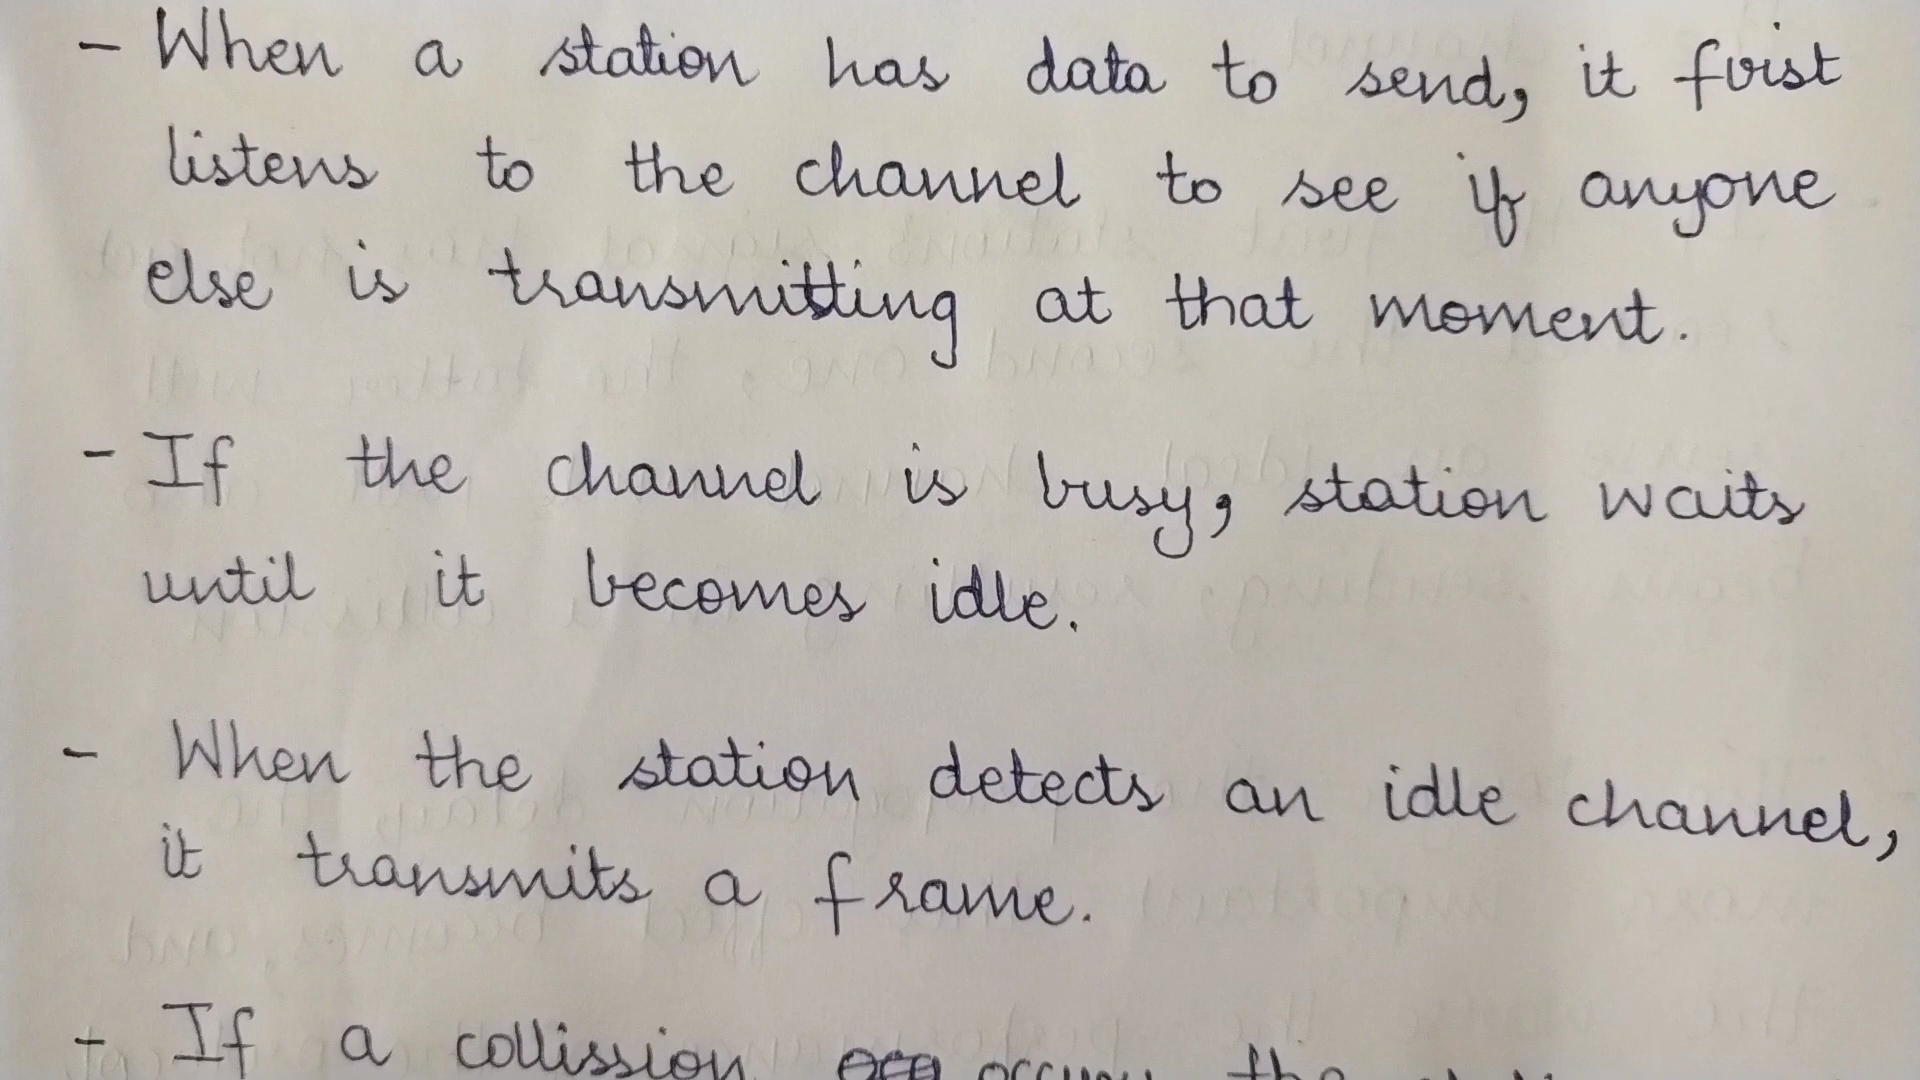 - When a station has data to send, it first
listens to the channel to see if anyone
else is transmitting at that moment.
- If the channel is busy, station waits
until it becomes idle.
- When the station detects an idle channel,
it transmits a frame.
- If a collission occurs the